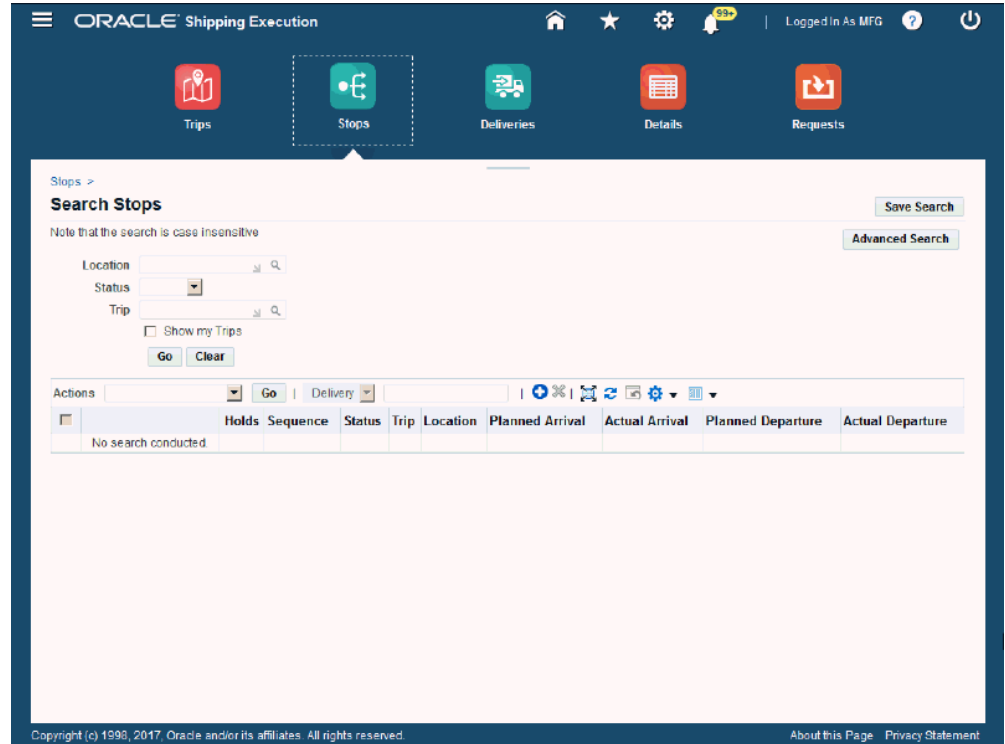 ORACLE Shipping Execution
99+
Logged In As MFG
?
Trips
Stops
Deliveries
Details
Requests
Stops >
Search Stops
Save Search
Note that the search is case insensitive
Advanced Search
Location
Status
Trip
Show my Trips
Go Clear
Actions Go | Delivery
Holds Sequence Status Trip Location Planned Arrival Actual Arrival Planned Departure Actual Departure
No search conducted.
Copyright (c) 1998, 2017, Oracle and/or its affiliates. All rights reserved. About this Page Privacy Statement